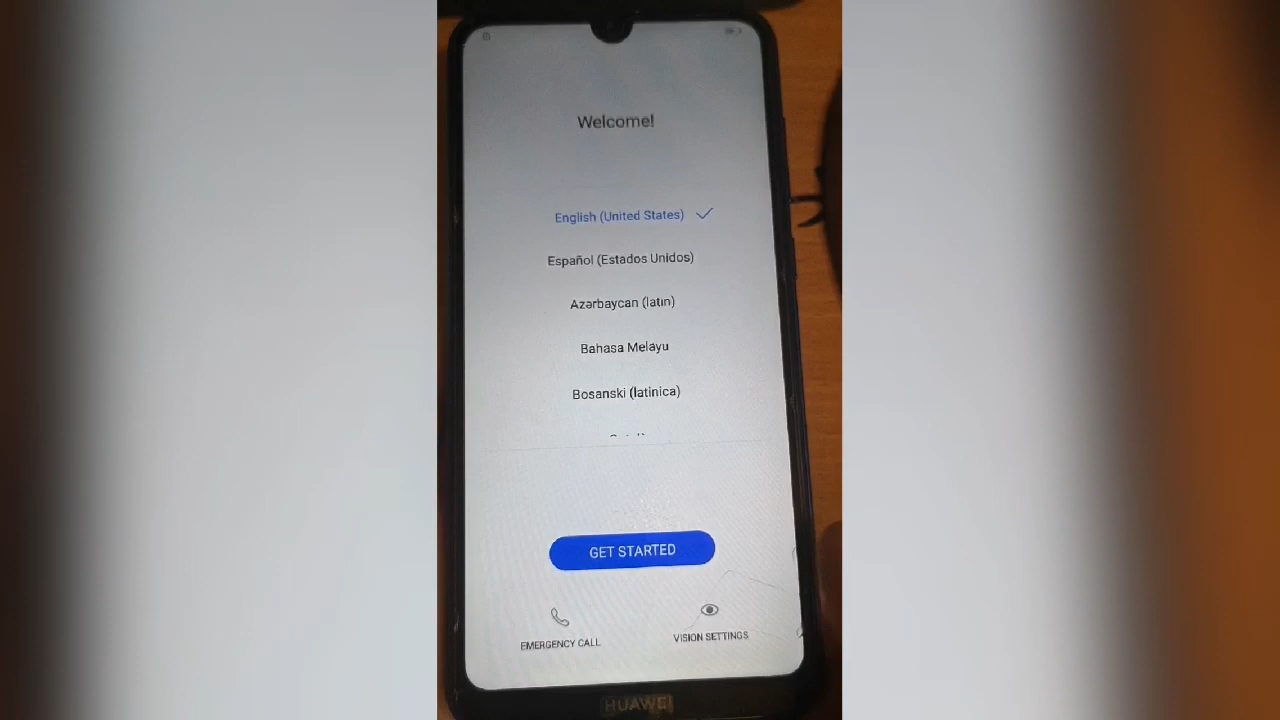 Welcome!
English (United States)
Español (Estados Unidos)
Azərbaycan (latın)
Bahasa Melayu
Bosanski (latinica)
GET STARTED
EMERGENCY CALL
VISION SETTINGS
HUAWEI